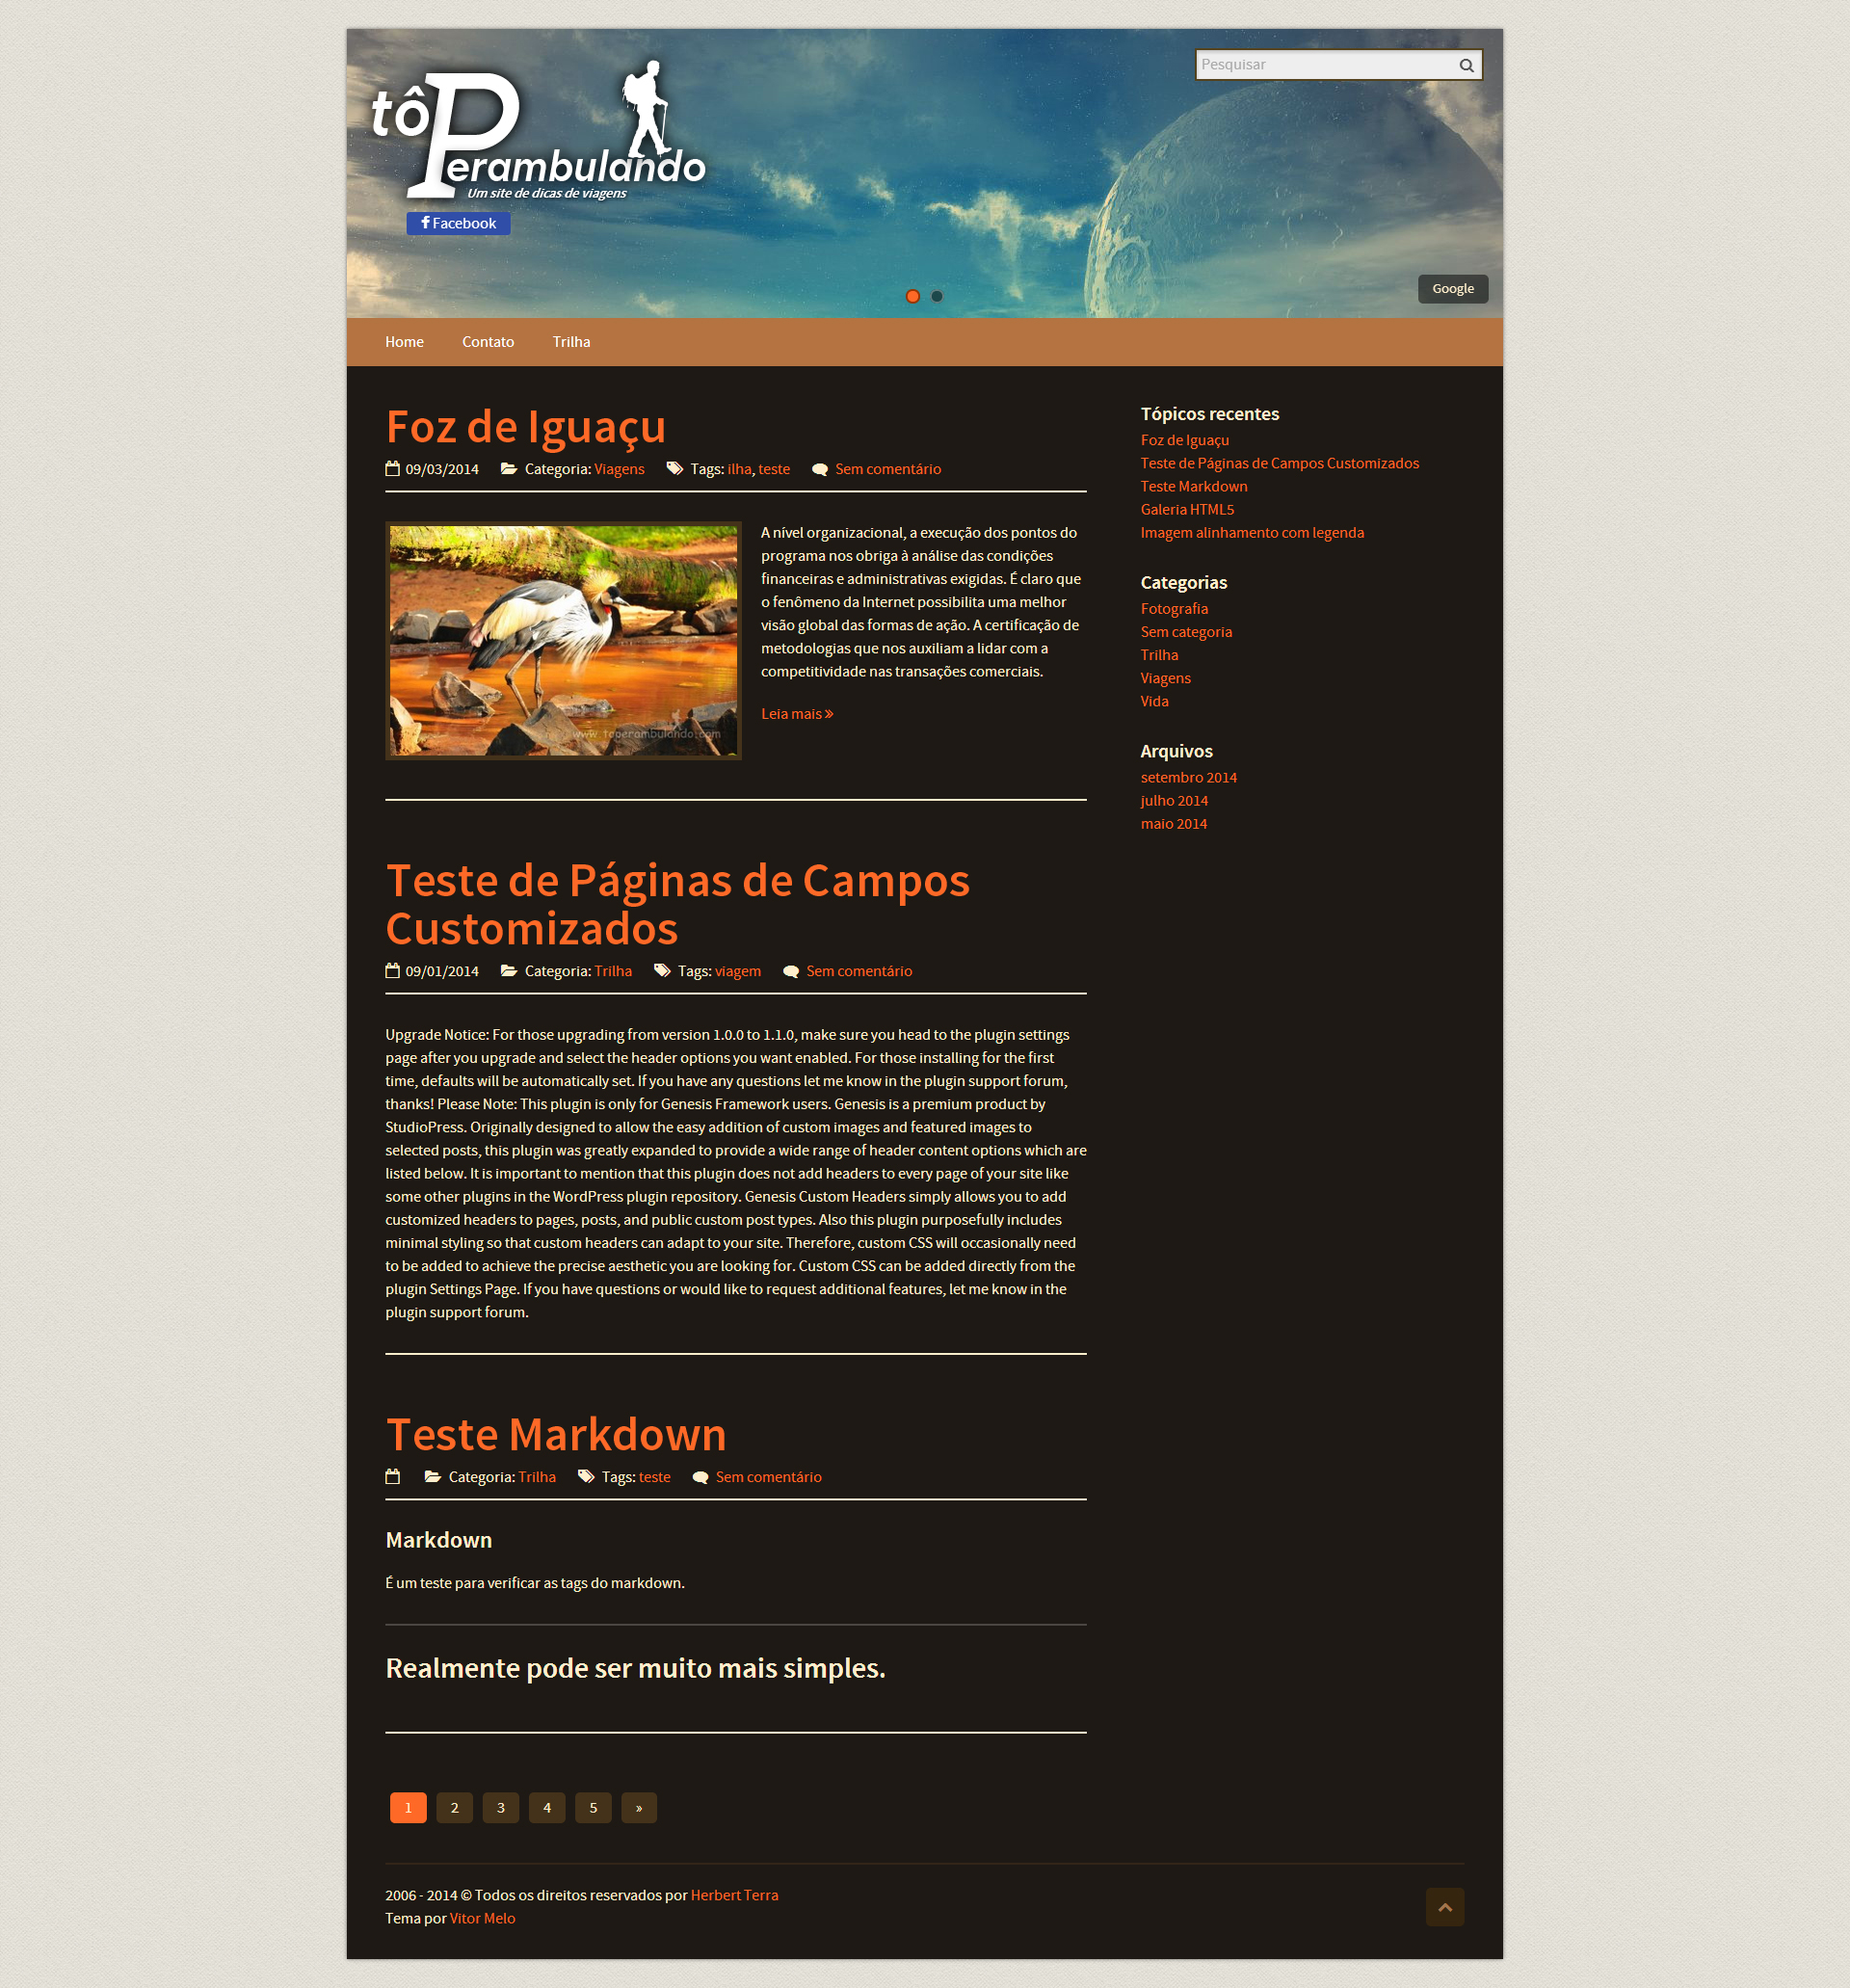 Pesquisar
tô
Perambulando
Um site de dicas de viagens
Facebook
Google
Home Contato Trilha
Foz de Iguaçu
09/03/2014 Categoria: Viagens Tags: ilha, teste Sem comentário
A nível organizacional, a execução dos pontos do
programa nos obriga à análise das condições
financeiras e administrativas exigidas. É claro que
o fenômeno da Internet possibilita uma melhor
visão global das formas de ação. A certificação de
metodologias que nos auxiliam a lidar com a
competitividade nas transações comerciais.
Leia mais
www.toperambulando.com
Teste de Páginas de Campos
Customizados
09/01/2014 Categoria: Trilha Tags: viagem Sem comentário
Upgrade Notice: For those upgrading from version 1.0.0 to 1.1.0, make sure you head to the plugin settings
page after you upgrade and select the header options you want enabled. For those installing for the first
time, defaults will be automatically set. If you have any questions let me know in the plugin support forum,
thanks! Please Note: This plugin is only for Genesis Framework users. Genesis is a premium product by
StudioPress. Originally designed to allow the easy addition of custom images and featured images to
selected posts, this plugin was greatly expanded to provide a wide range of header content options which are
listed below. It is important to mention that this plugin does not add headers to every page of your site like
some other plugins in the WordPress plugin repository. Genesis Custom Headers simply allows you to add
customized headers to pages, posts, and public custom post types. Also this plugin purposefully includes
minimal styling so that custom headers can adapt to your site. Therefore, custom CSS will occasionally need
to be added to achieve the precise aesthetic you are looking for. Custom CSS can be added directly from the
plugin Settings Page. If you have questions or would like to request additional features, let me know in the
plugin support forum.
Teste Markdown
Categoria: Trilha Tags: teste Sem comentário
Markdown
É um teste para verificar as tags do markdown.
Realmente pode ser muito mais simples.
1 2 3 4 5 »
Tópicos recentes
Foz de Iguaçu
Teste de Páginas de Campos Customizados
Teste Markdown
Galeria HTML5
Imagem alinhamento com legenda
Categorias
Fotografia
Sem categoria
Trilha
Viagens
Vida
Arquivos
setembro 2014
julho 2014
maio 2014
2006 - 2014 © Todos os direitos reservados por Herbert Terra
Tema por Vitor Melo